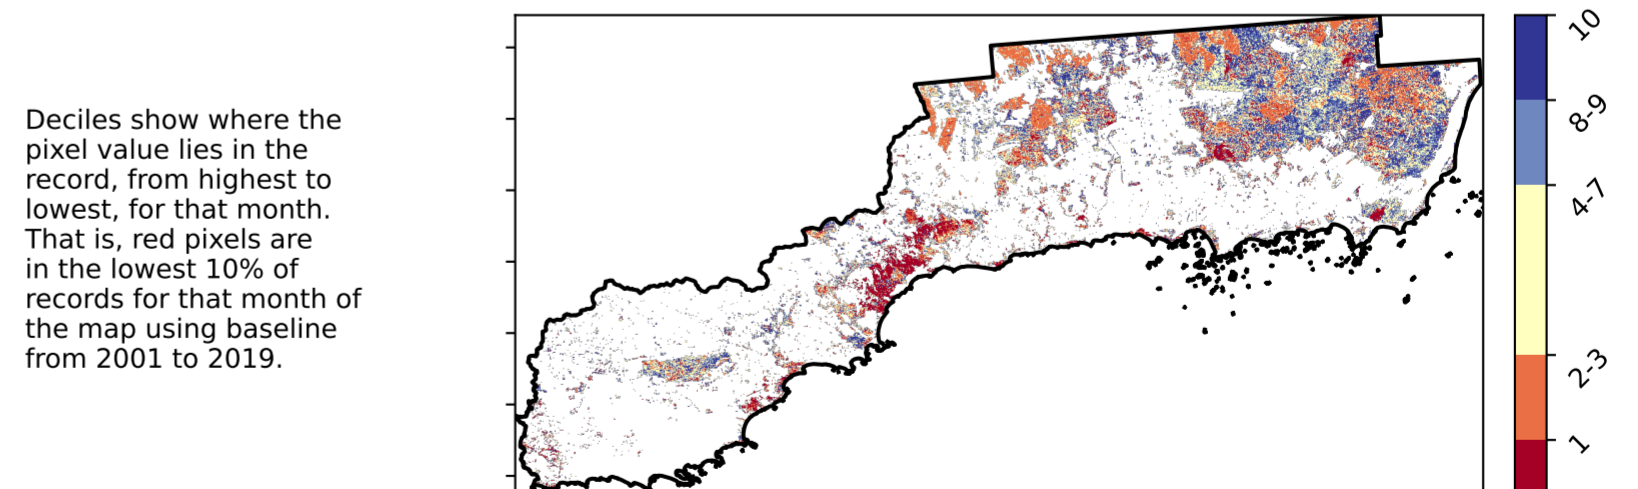 Deciles show where the
pixel value lies in the
record, from highest to
lowest, for that month.
That is, red pixels are
in the lowest 10% of
records for that month of
the map using baseline
from 2001 to 2019.
10
8-9
4-7
2-3
1